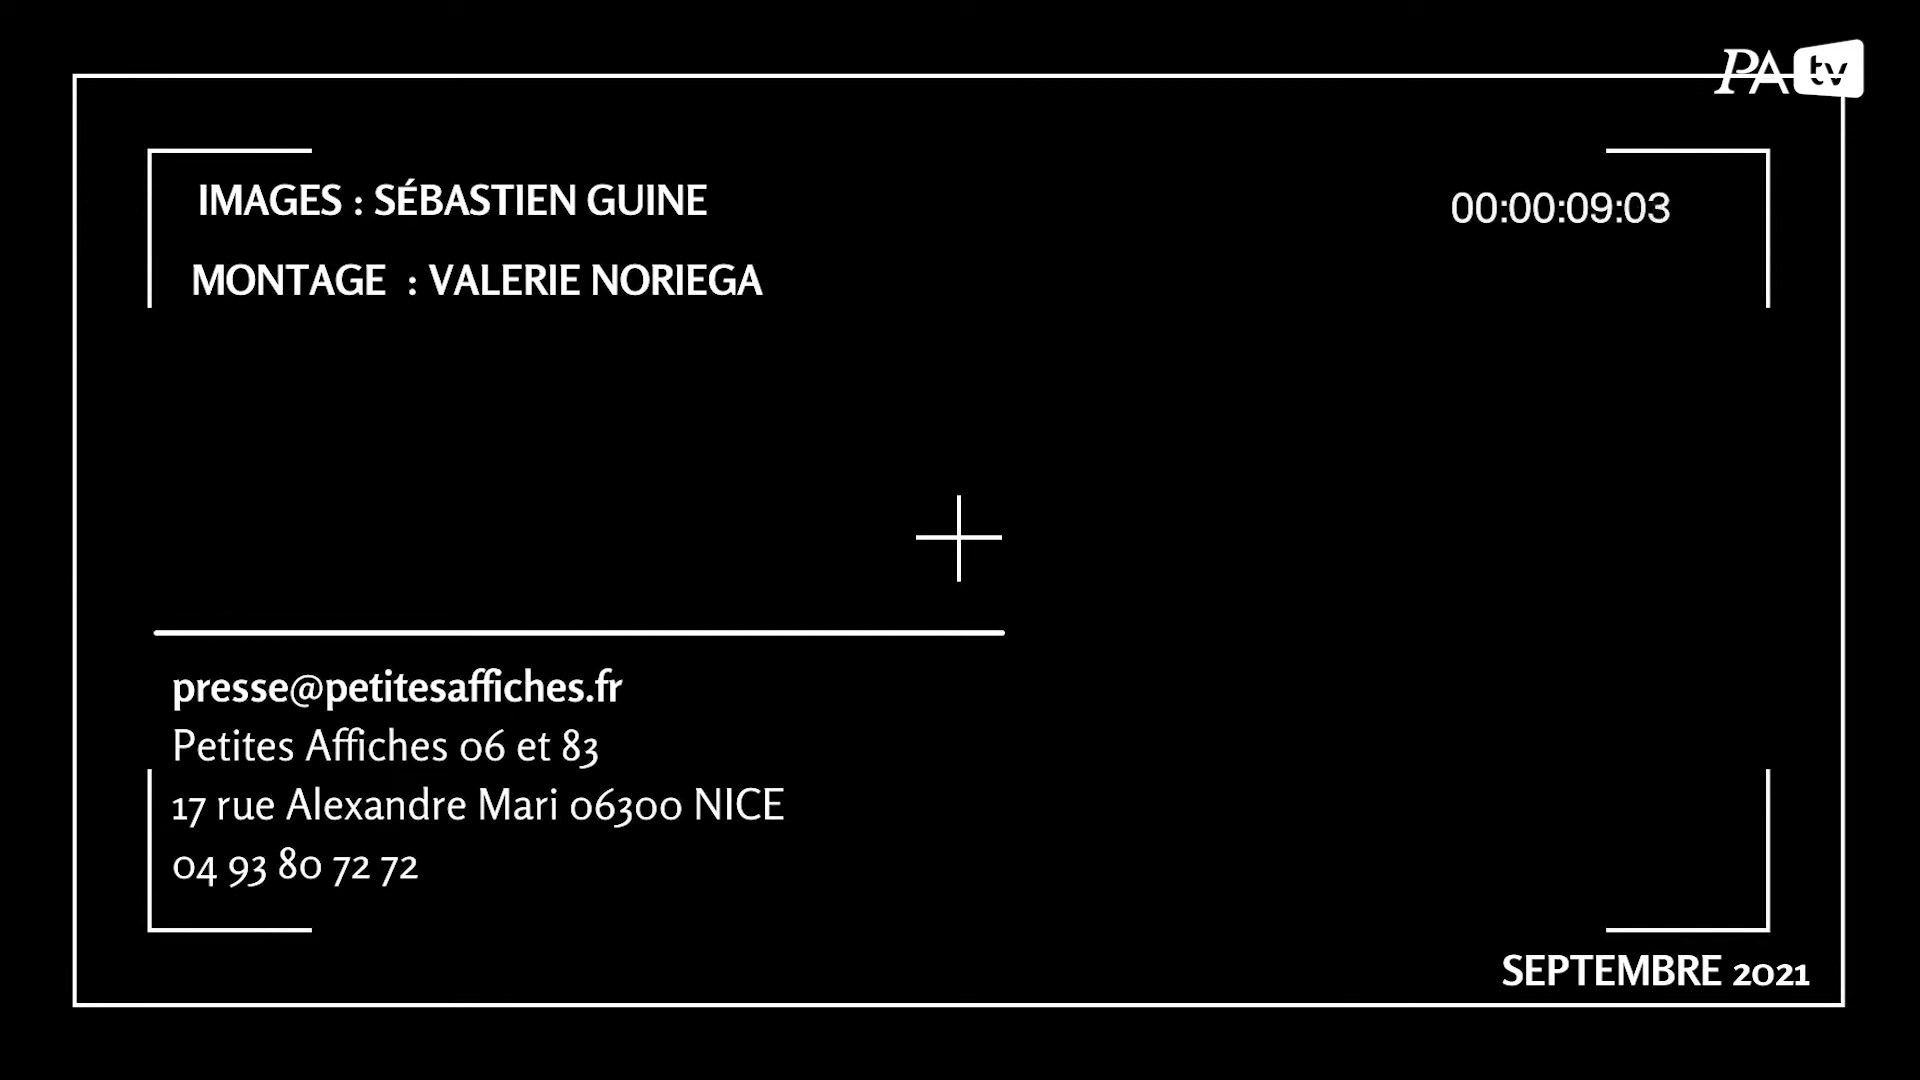 PA tv
IMAGES : SÉBASTIEN GUINE
00:00:09:03
MONTAGE : VALERIE NORIEGA
presse@petitesaffiches.fr
Petites Affiches 06 et 83
17 rue Alexandre Mari 06300 NICE
04 93 80 72 72
SEPTEMBRE 2021